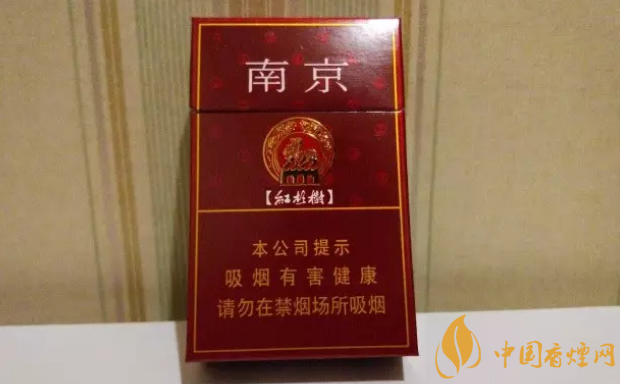 南京
【紅杉樹】
本公司提示
吸烟有害健康
请勿在禁烟场所吸烟
中国香烟网